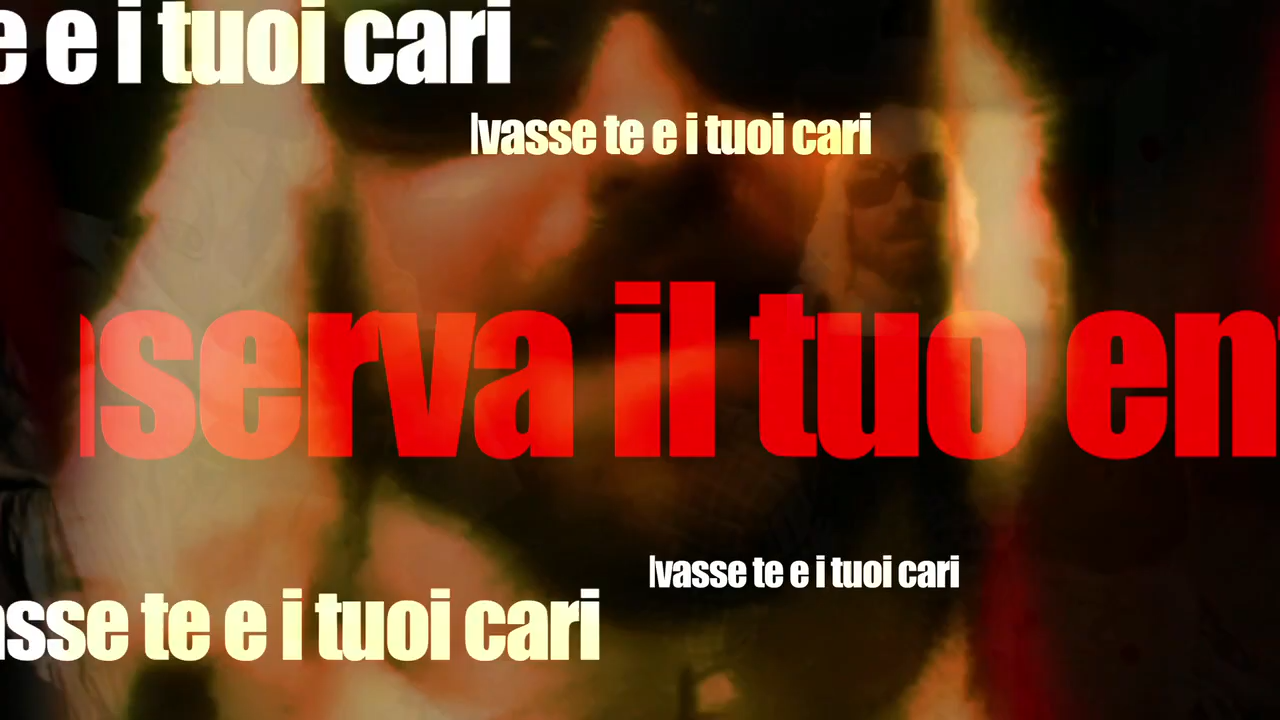 e e i tuoi cari
lvasse te e i tuoi cari
serva il tuo en
lvasse te e i tuoi cari
asse te e i tuoi cari